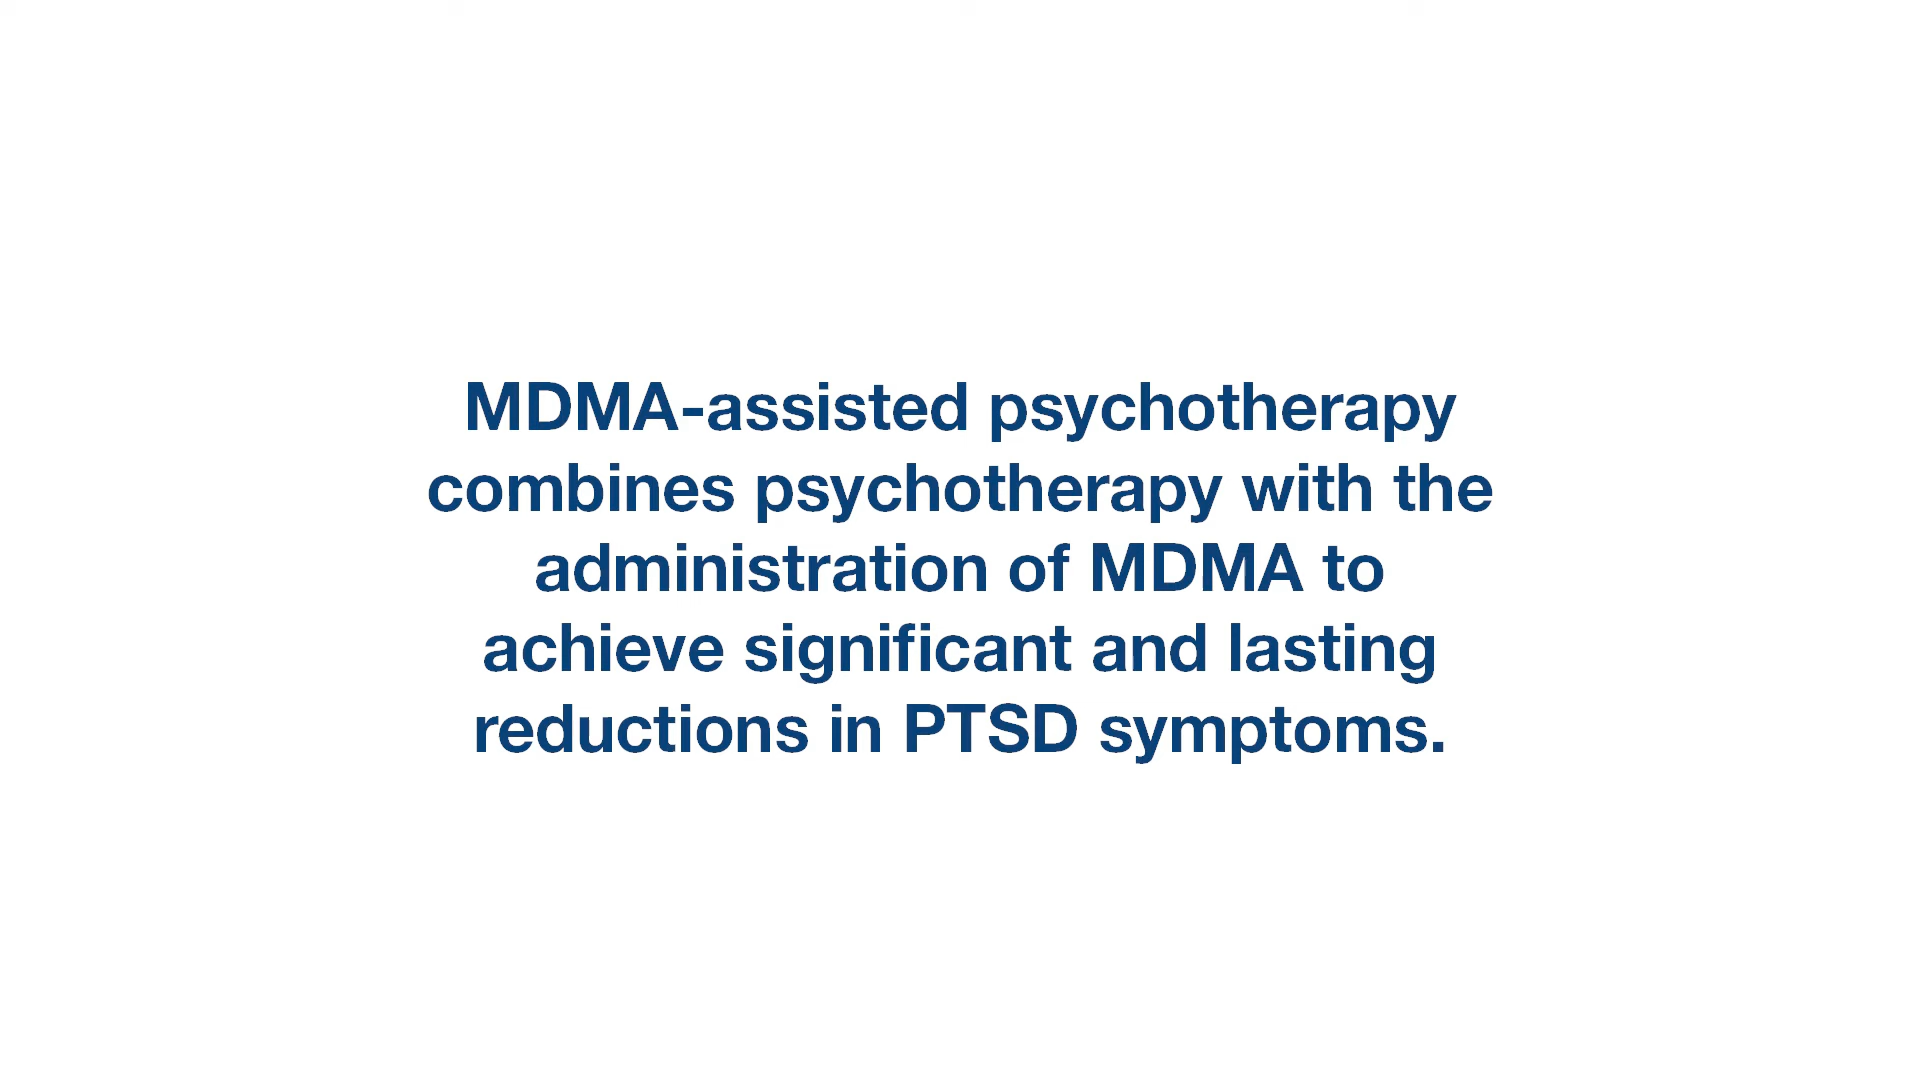 MDMA-assisted psychotherapy
combines psychotherapy with the
administration of MDMA to
achieve significant and lasting
reductions in PTSD symptoms.